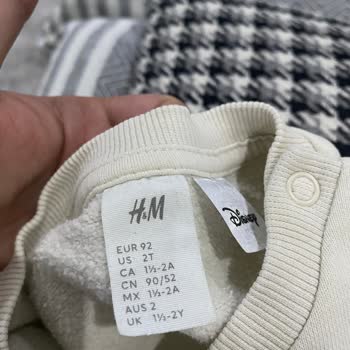 H&M
EUR 92
US 2T
CA 1½-2A
CN 90/52
MX 1½-2A
AUS 2
UK 1½-2Y
Disney